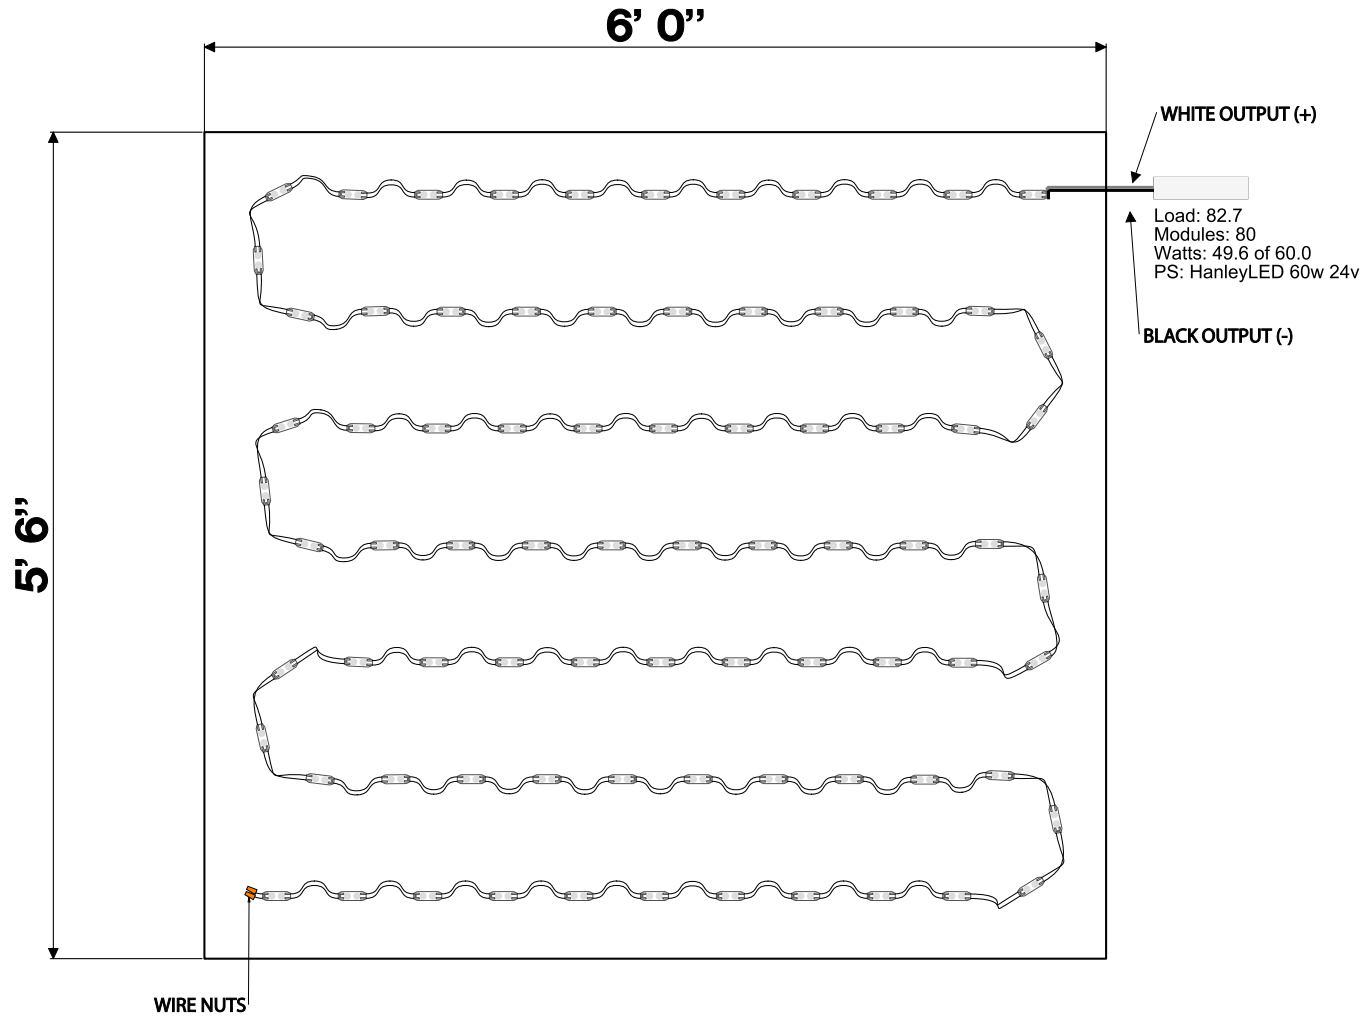 6’ 0”
WHITE OUTPUT (+)
Load: 82.7
Modules: 80
Watts: 49.6 of 60.0
PS: HanleyLED 60w 24v
BLACK OUTPUT (-)
5’ 6”
WIRE NUTS